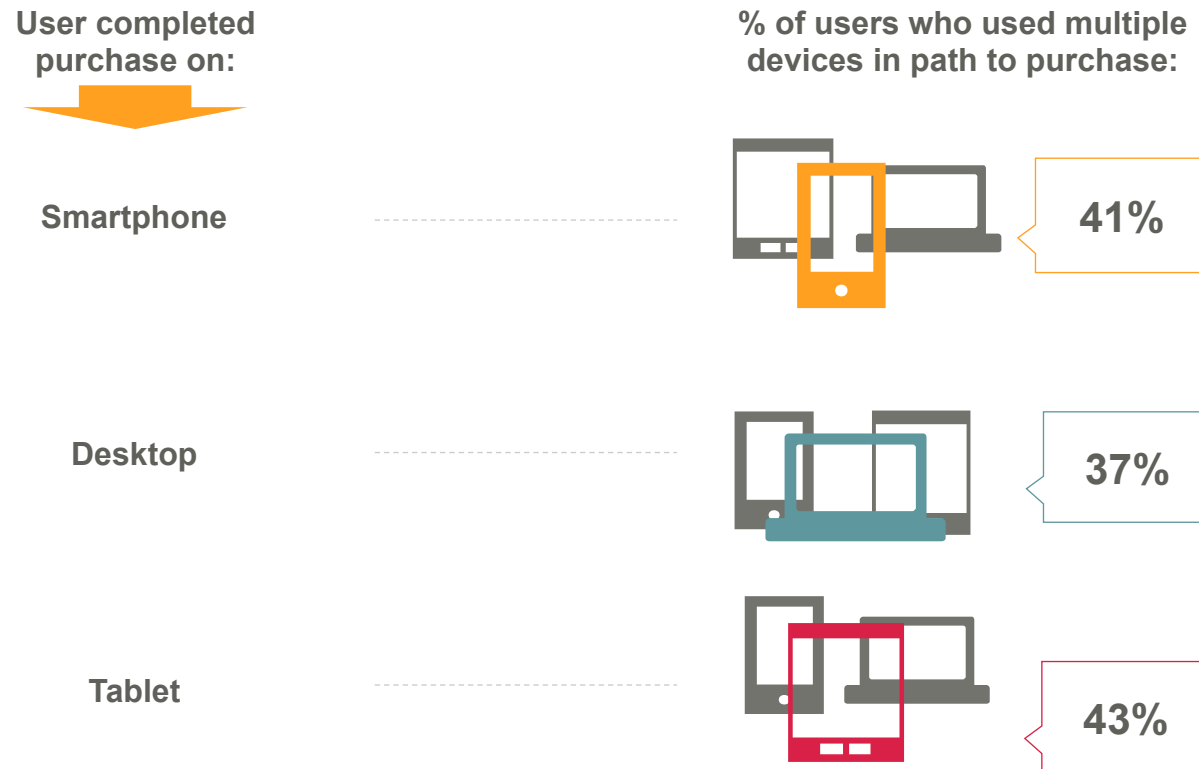 User completed
purchase on:
% of users who used multiple
devices in path to purchase:
Smartphone
41%
Desktop
37%
Tablet
43%